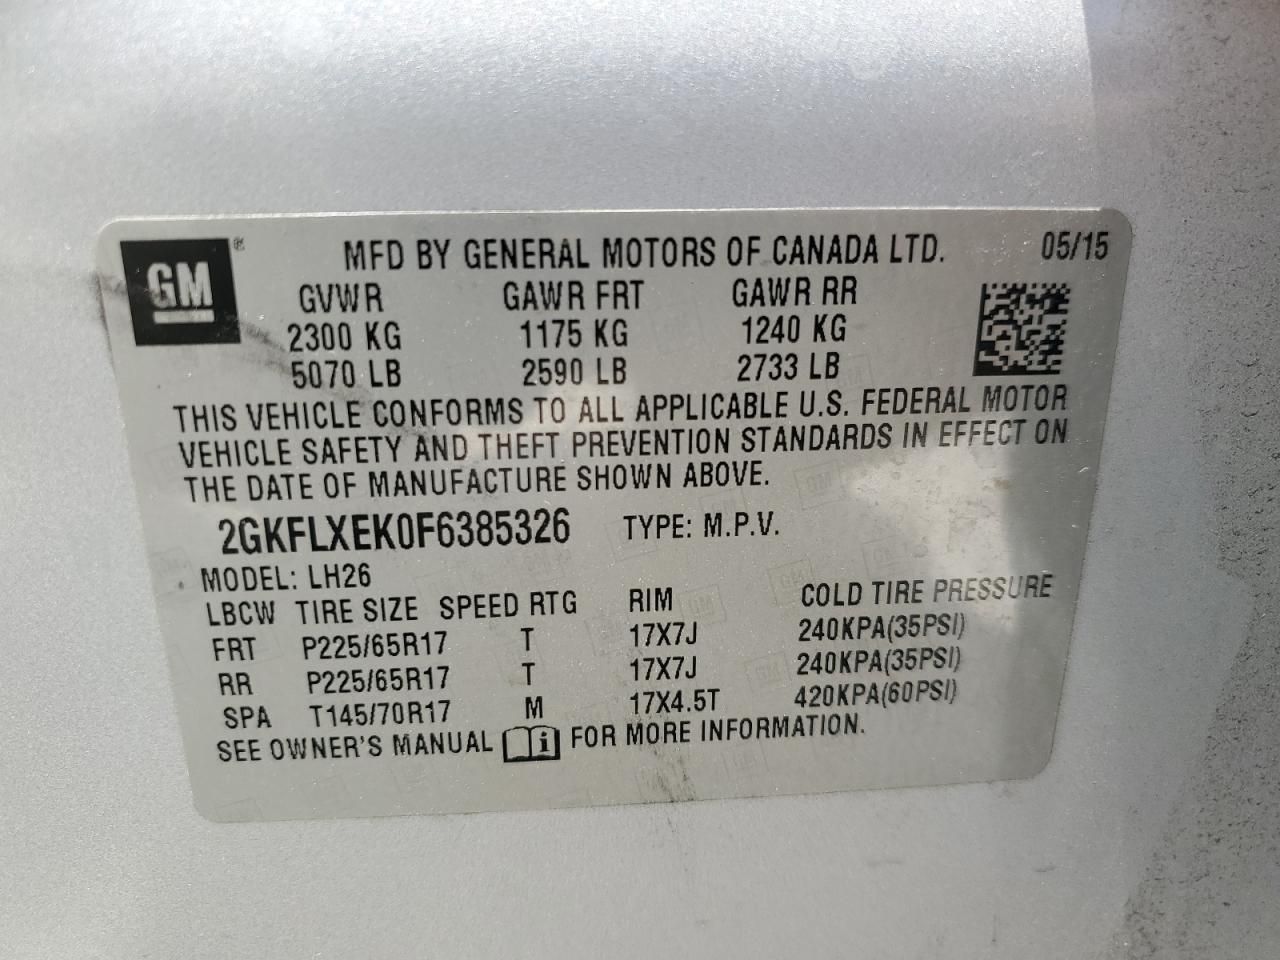 GM ® MFD BY GENERAL MOTORS OF CANADA LTD. 05/15
GVWR GAWR FRT GAWR RR
2300 KG 1175 KG 1240 KG
5070 LB 2590 LB 2733 LB
THIS VEHICLE CONFORMS TO ALL APPLICABLE U.S. FEDERAL MOTOR
VEHICLE SAFETY AND THEFT PREVENTION STANDARDS IN EFFECT ON
THE DATE OF MANUFACTURE SHOWN ABOVE.
2GKFLXEK0F6385326 TYPE: M.P.V.
MODEL: LH26
LBCW TIRE SIZE SPEED RTG RIM COLD TIRE PRESSURE
FRT P225/65R17 T 17X7J 240KPA(35PSI)
RR P225/65R17 T 17X7J 240KPA(35PSI)
SPA T145/70R17 M 17X4.5T 420KPA(60PSI)
SEE OWNER'S MANUAL i FOR MORE INFORMATION.